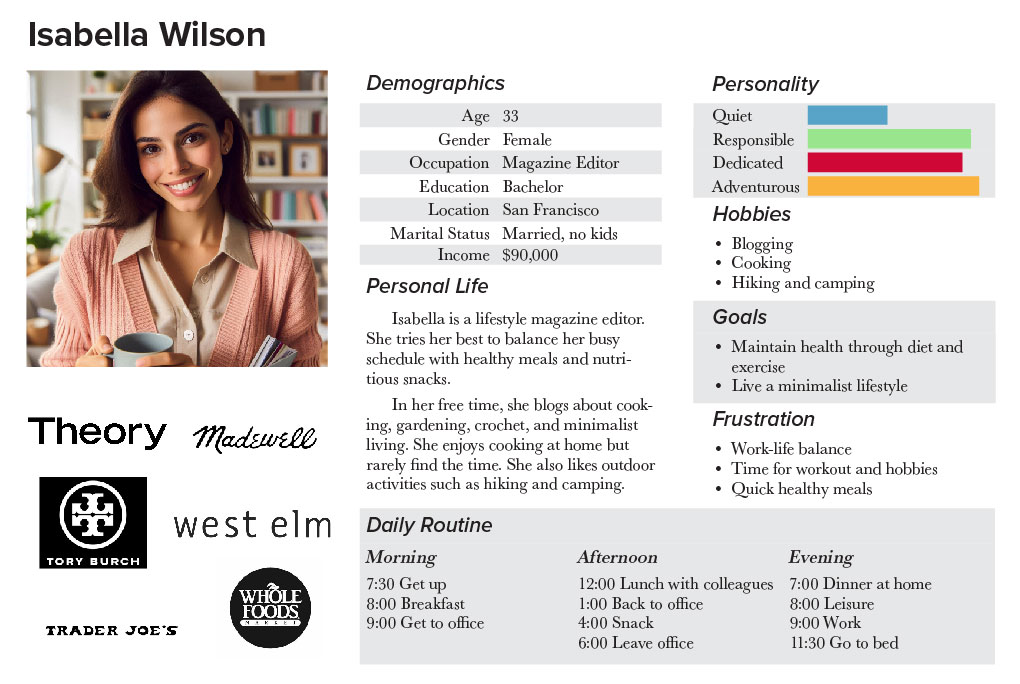 Isabella Wilson
Demographics
Age 33
Gender Female
Occupation Magazine Editor
Education Bachelor
Location San Francisco
Marital Status Married, no kids
Income $90,000
Personal Life
Isabella is a lifestyle magazine editor.
She tries her best to balance her busy
schedule with healthy meals and nutri-
tious snacks.
In her free time, she blogs about cook-
ing, gardening, crochet, and minimalist
living. She enjoys cooking at home but
rarely find the time. She also likes outdoor
activities such as hiking and camping.
Personality
Quiet
Responsible
Dedicated
Adventurous
Hobbies
• Blogging
• Cooking
• Hiking and camping
Goals
• Maintain health through diet and
exercise
• Live a minimalist lifestyle
Frustration
• Work-life balance
• Time for workout and hobbies
• Quick healthy meals
Theory
Madewell
TORY BURCH
west elm
TRADER JOE'S
WHOLE
FOODS
MARKET
Daily Routine
Morning
7:30 Get up
8:00 Breakfast
9:00 Get to office
Afternoon
12:00 Lunch with colleagues
1:00 Back to office
4:00 Snack
6:00 Leave office
Evening
7:00 Dinner at home
8:00 Leisure
9:00 Work
11:30 Go to bed